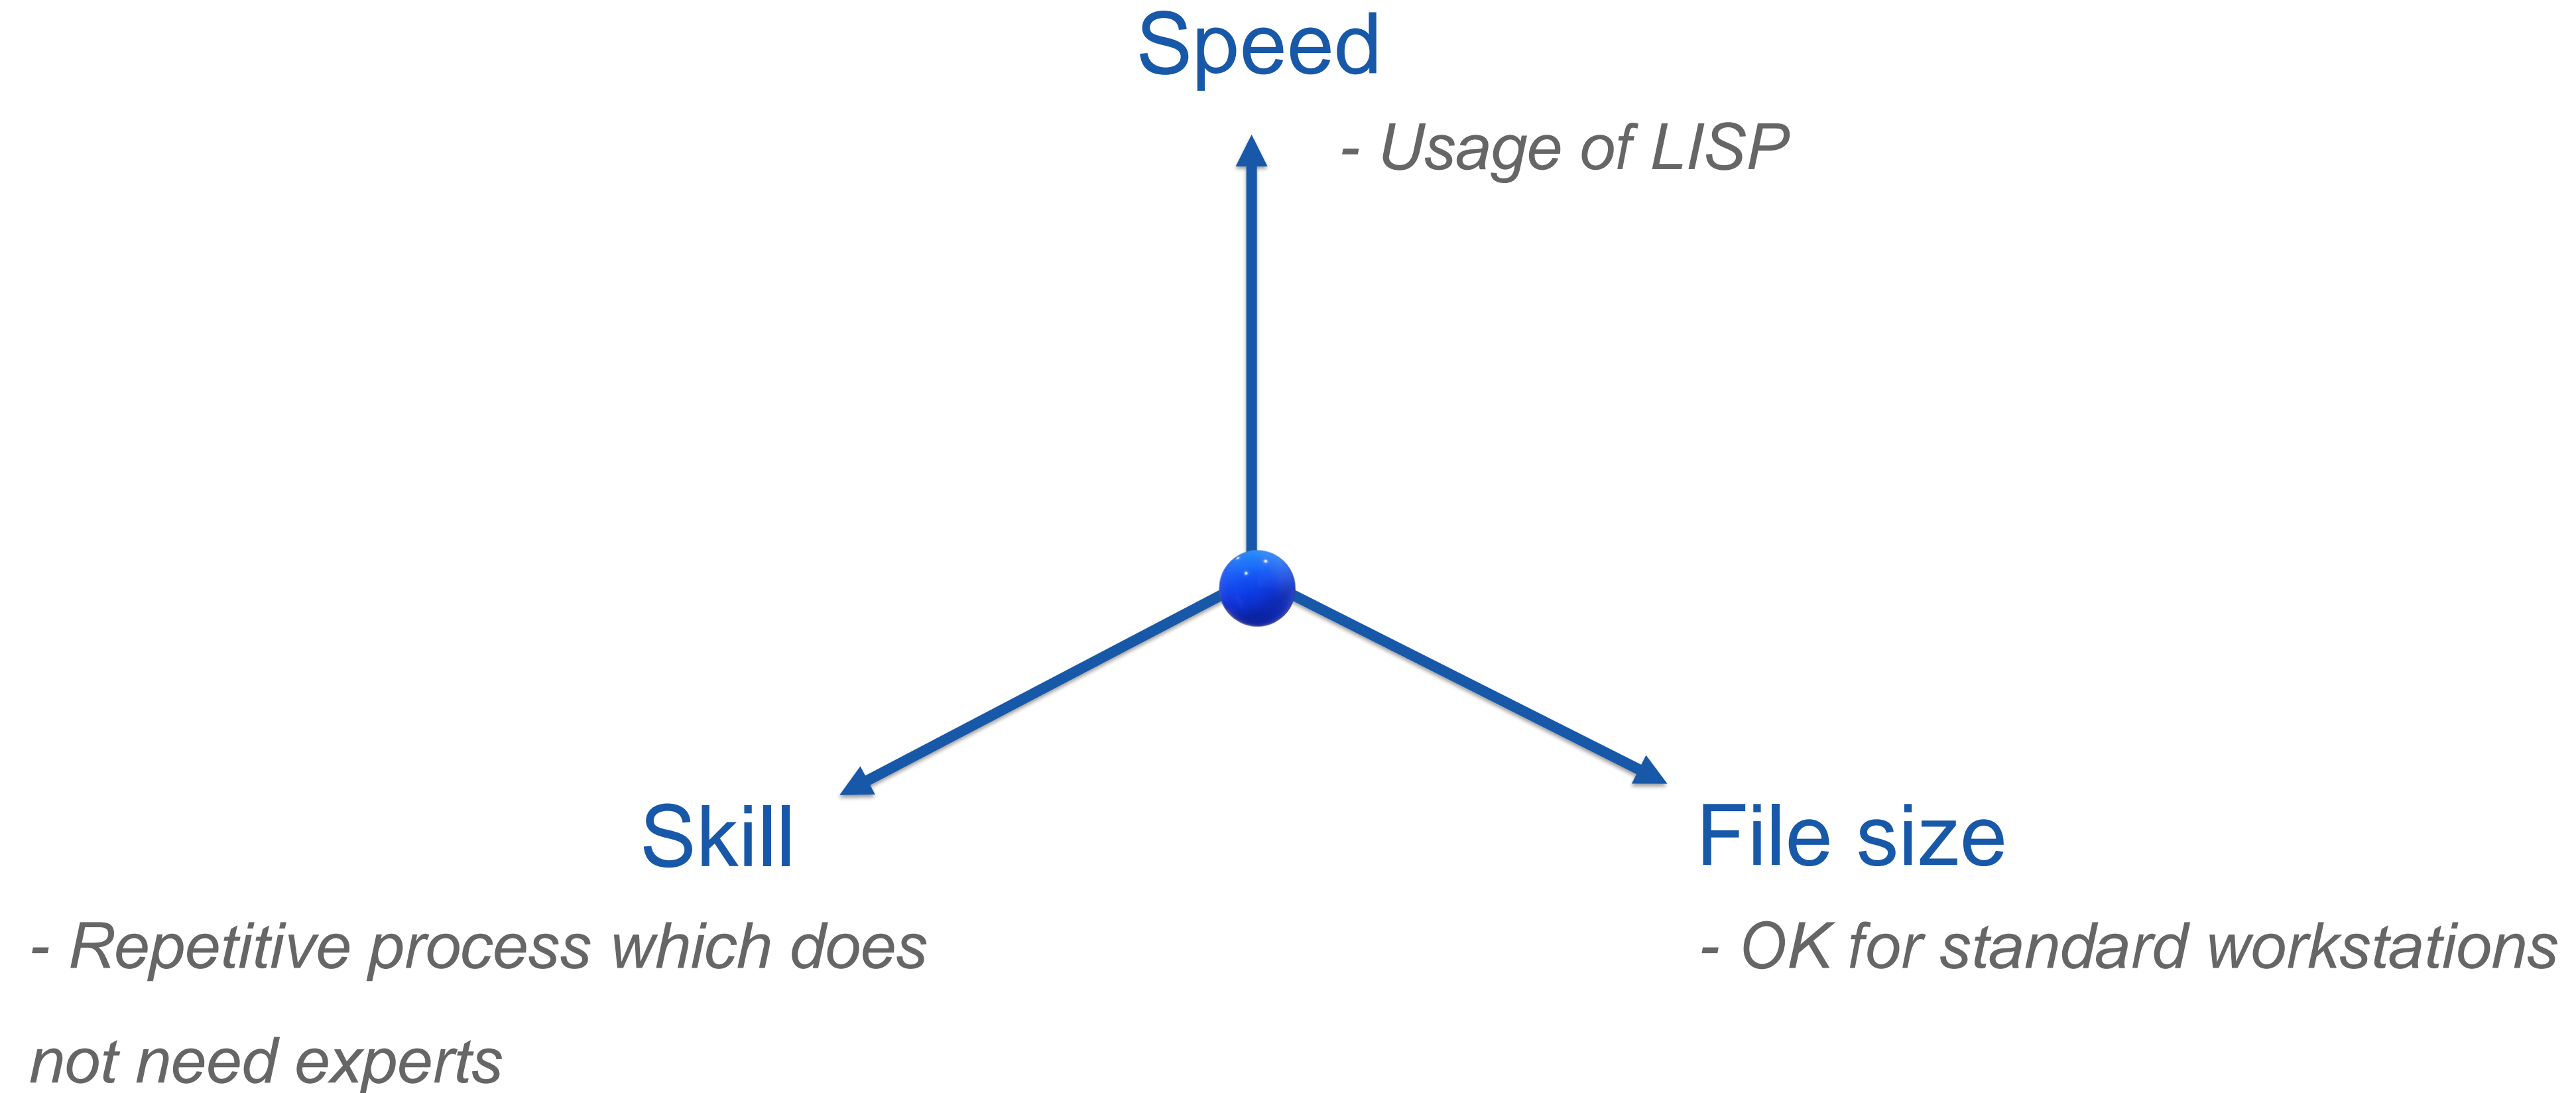 Speed
- Usage of LISP
Skill
- Repetitive process which does
not need experts
File size
- OK for standard workstations